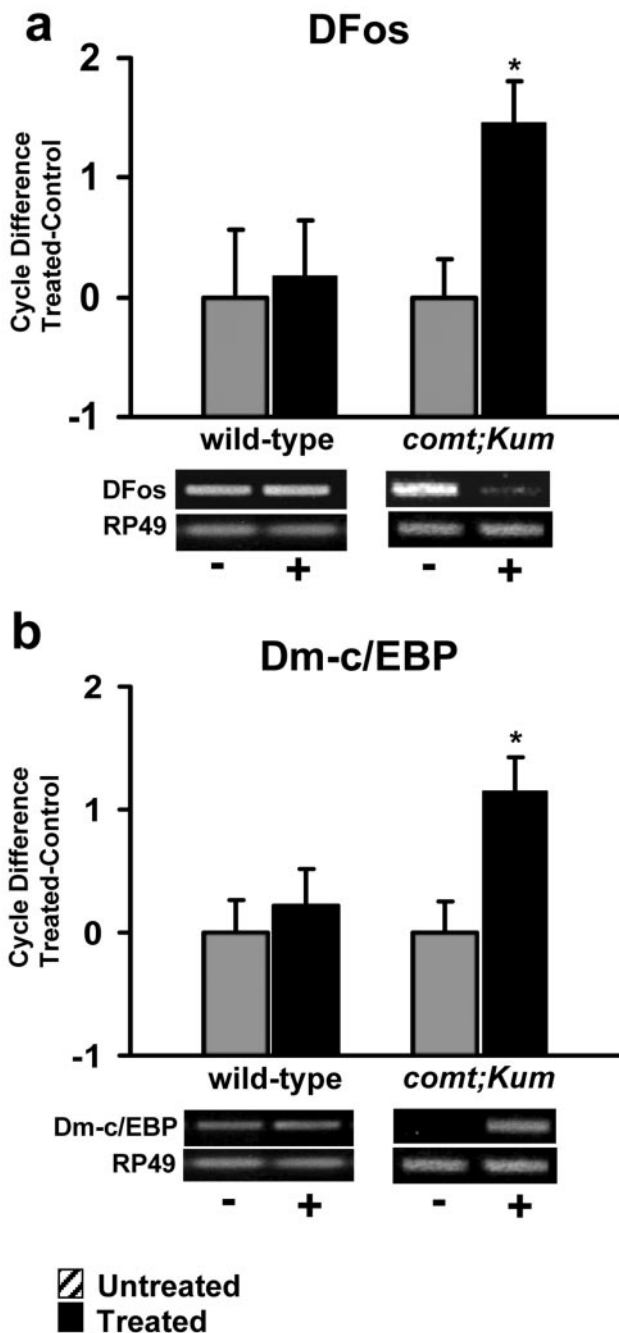 a
DFos
2
1
0
-1
Cycle Difference
Treated-Control
*
wild-type comt;Kum
DFos
RP49
- + - +
b
Dm-c/EBP
2
1
0
-1
Cycle Difference
Treated-Control
*
wild-type comt;Kum
Dm-c/EBP
RP49
- + - +
Untreated
Treated